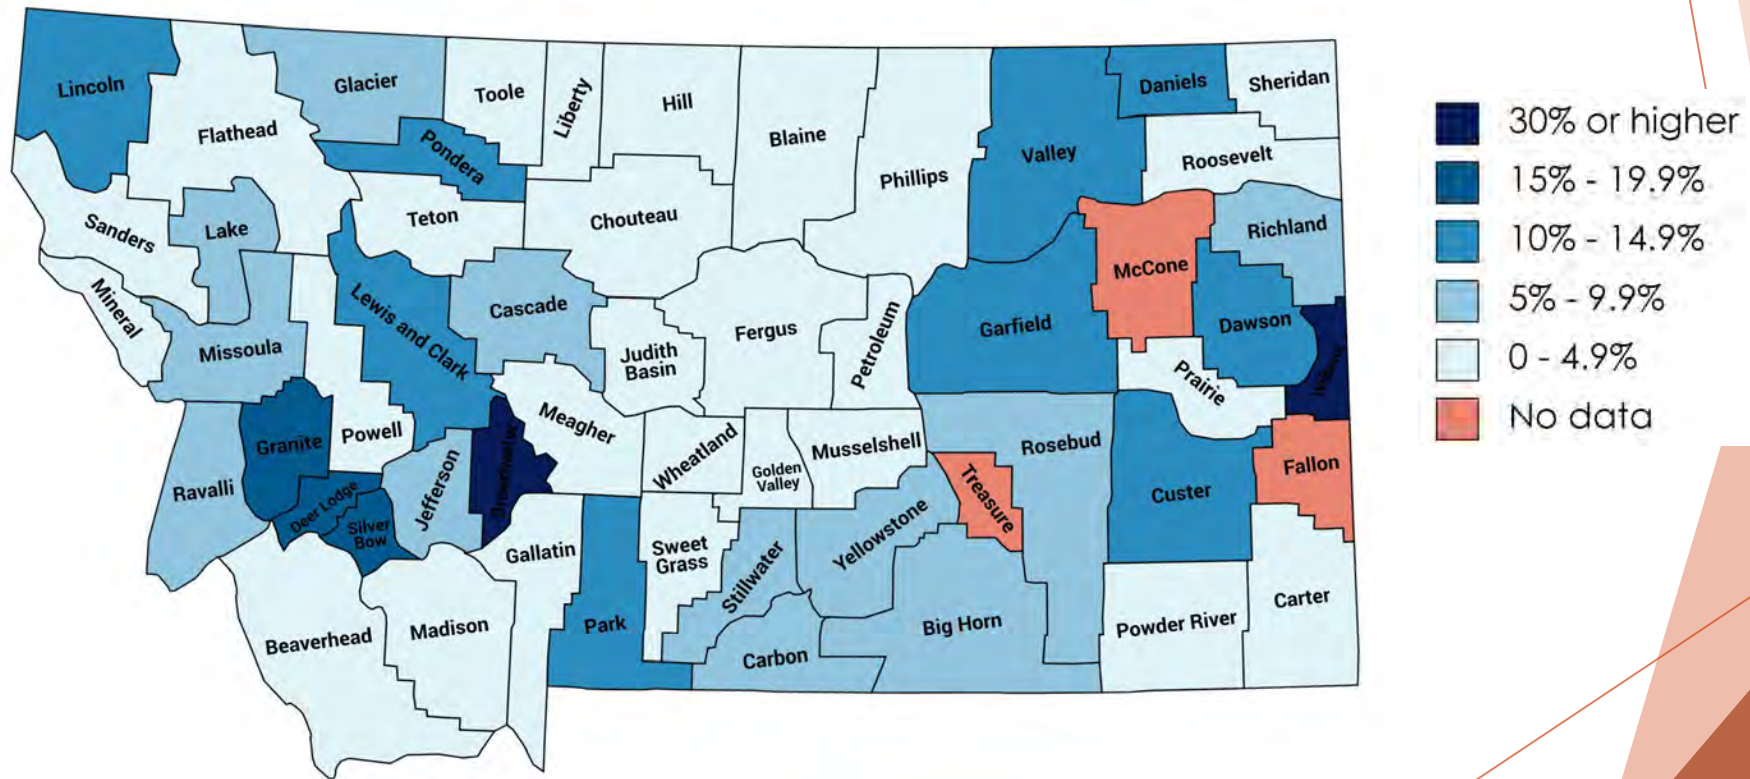 Lincoln
Glacier
Toole
Liberty
Hill
Blaine
Phillips
Valley
Daniels
Sheridan
Flathead
Pondera
Roosevelt
Sanders
Lake
Teton
Chouteau
Richland
McCone
Mineral
Missoula
Lewis and Clark
Cascade
Judith
Basin
Fergus
Petroleum
Garfield
Dawson
Prairie
Granite
Powell
Meagher
Wheatland
Golden
Valley
Musselshell
Rosebud
Treasure
Custer
Fallon
Ravalli
Deer Lodge
Silver
Bow
Jefferson
Gallatin
Sweet
Grass
Stillwater
Yellowstone
Beaverhead
Madison
Park
Carbon
Big Horn
Powder River
Carter
30% or higher
15% - 19.9%
10% - 14.9%
5% - 9.9%
0 - 4.9%
No data